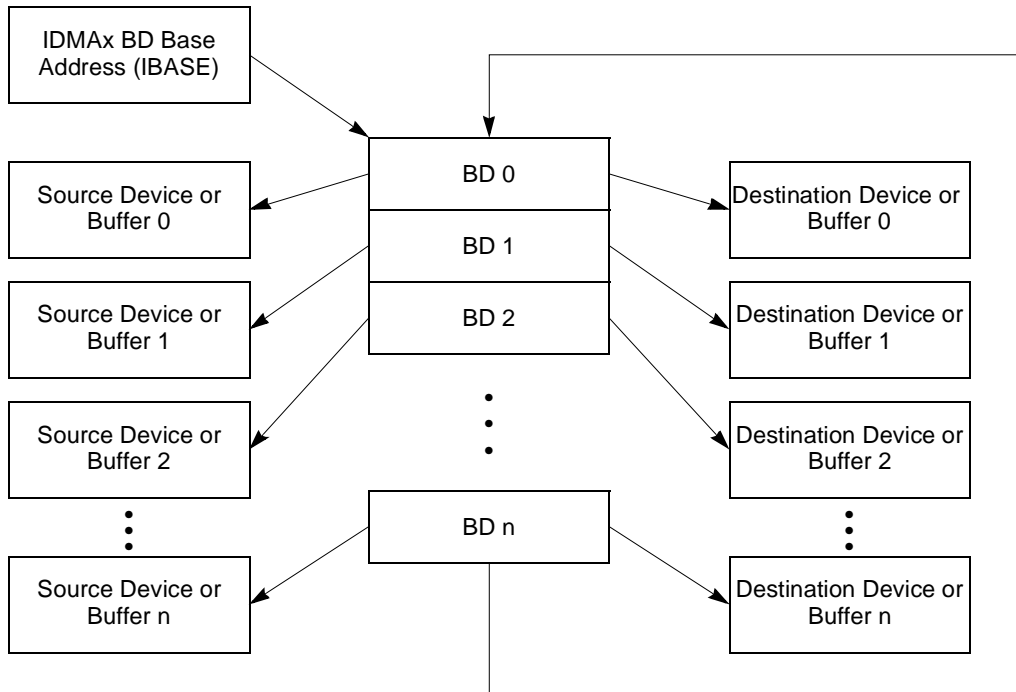 IDMAx BD Base
Address (IBASE)
BD 0
Source Device or
Buffer 0
Destination Device or
Buffer 0
BD 1
Source Device or
Buffer 1
Destination Device or
Buffer 1
BD 2
Source Device or
Buffer 2
Destination Device or
Buffer 2
BD n
Source Device or
Buffer n
Destination Device or
Buffer n